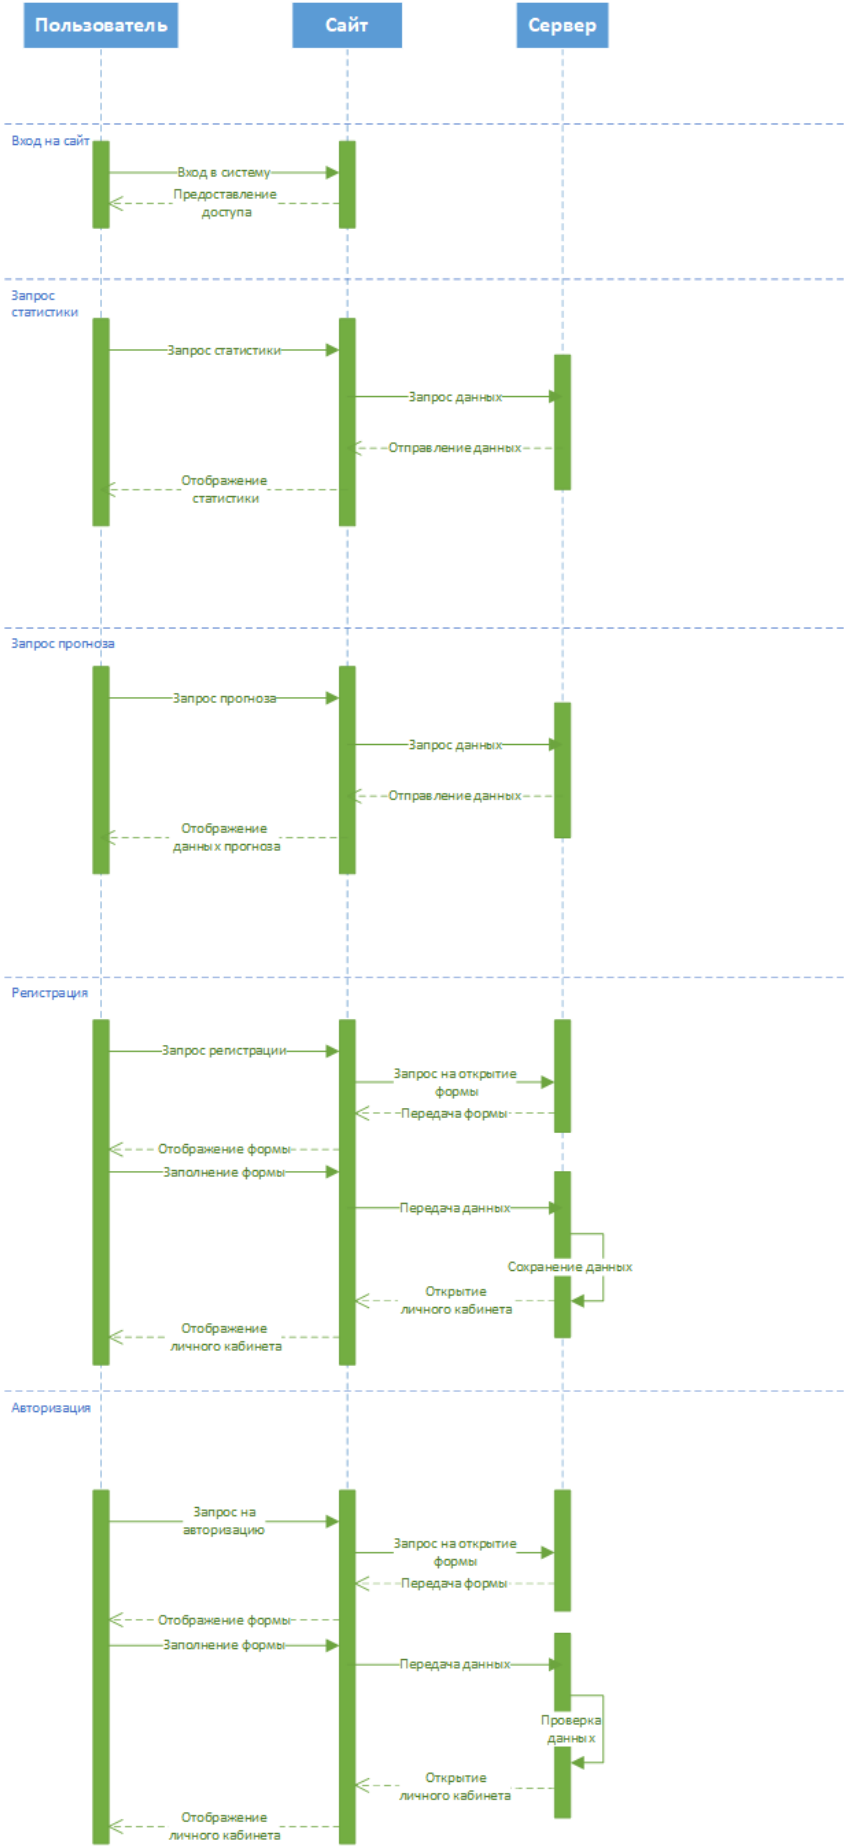 Пользователь
Сайт
Сервер
Вход на сайт
Вход в систему
Предоставление
доступа
Запрос
статистики
Запрос статистики
Запрос данных
Отправление данных
Отображение
статистики
Запрос прогноза
Запрос прогноза
Запрос данных
Отправление данных
Отображение
данных прогноза
Регистрация
Запрос регистрации
Запрос на открытие
формы
Передача формы
Отображение формы
Заполнение формы
Передача данных
Сохранение данных
Открытие
личного кабинета
Отображение
личного кабинета
Авторизация
Запрос на
авторизацию
Запрос на открытие
формы
Передача формы
Отображение формы
Заполнение формы
Передача данных
Проверка
данных
Открытие
личного кабинета
Отображение
личного кабинета